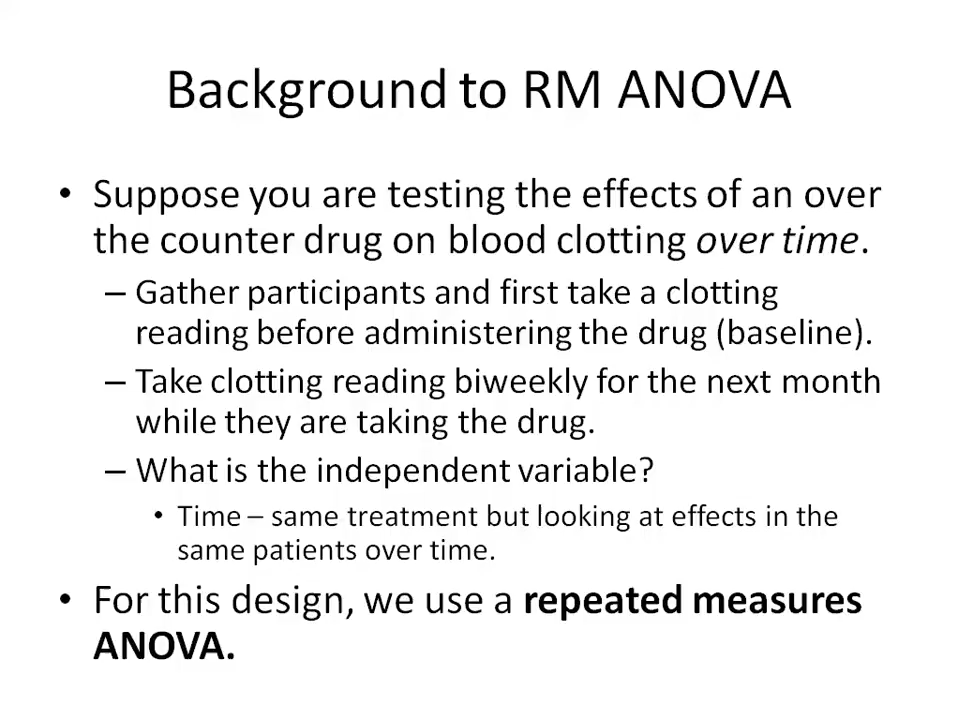 Background to RM ANOVA
• Suppose you are testing the effects of an over
the counter drug on blood clotting over time.
– Gather participants and first take a clotting
reading before administering the drug (baseline).
– Take clotting reading biweekly for the next month
while they are taking the drug.
– What is the independent variable?
• Time – same treatment but looking at effects in the
same patients over time.
• For this design, we use a repeated measures
ANOVA.